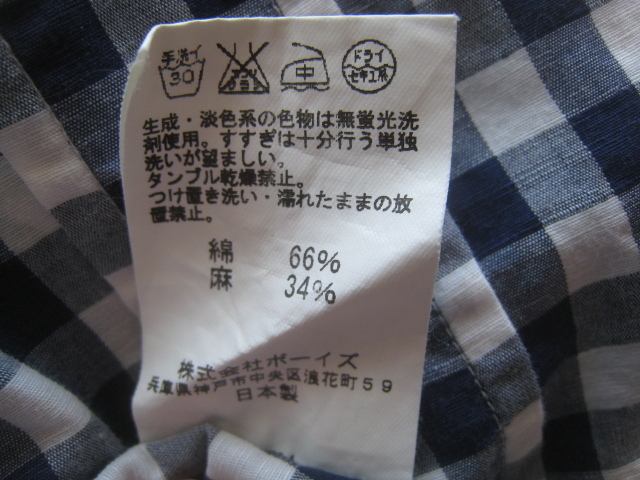 手洗イ 30 中 ドライ セキユ系
生成・淡色系の色物は無蛍光洗
剤使用。すすぎは十分行う単独
洗いが望ましい。
タンブル乾燥禁止。
つけ置き洗い・濡れたままの放
置禁止。
綿 66%
麻 34%
株式会社ボーイズ
兵庫県神戸市中央区浪花町59
日本製